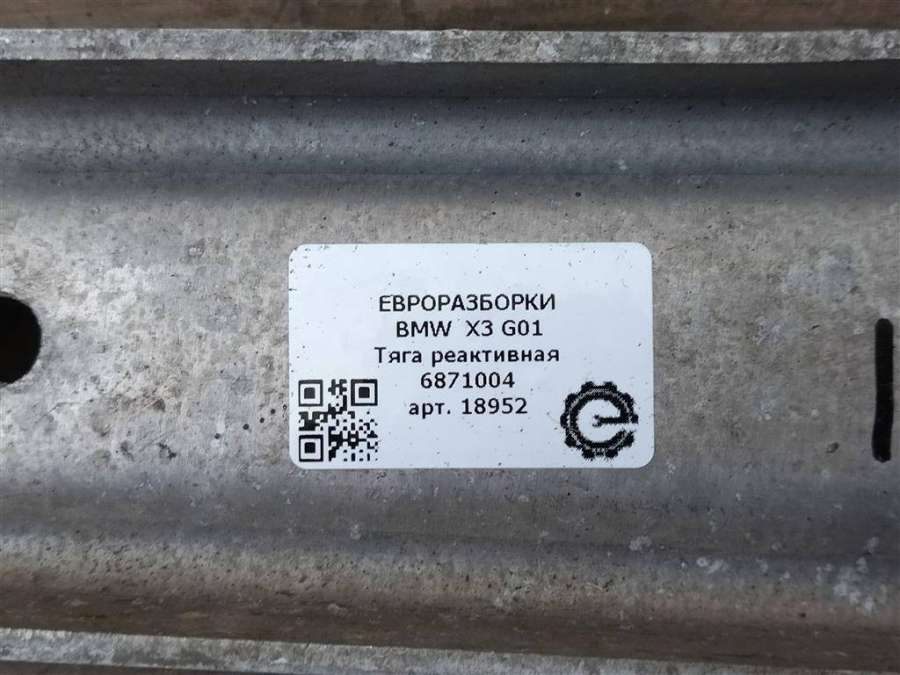 ЕВРОРАЗБОРКИ
BMW X3 G01
Тяга реактивная
6871004
арт. 18952